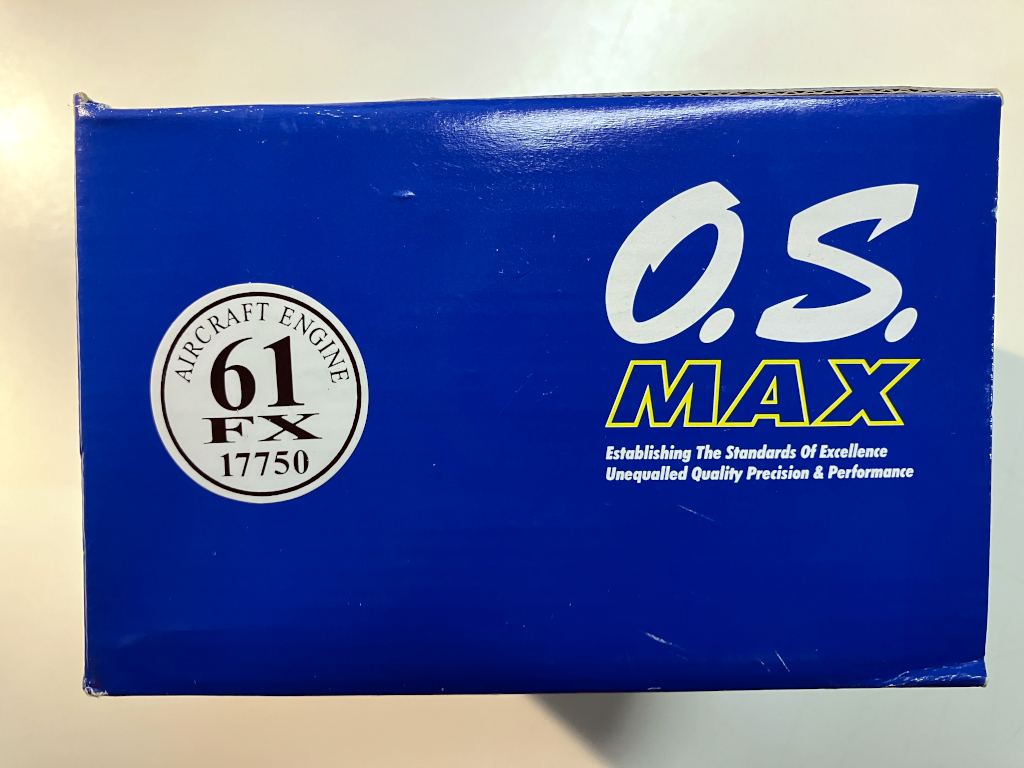 AIRCRAFT ENGINE
61
FX
17750
O.S.
MAX
Establishing The Standards Of Excellence
Unequalled Quality Precision & Performance